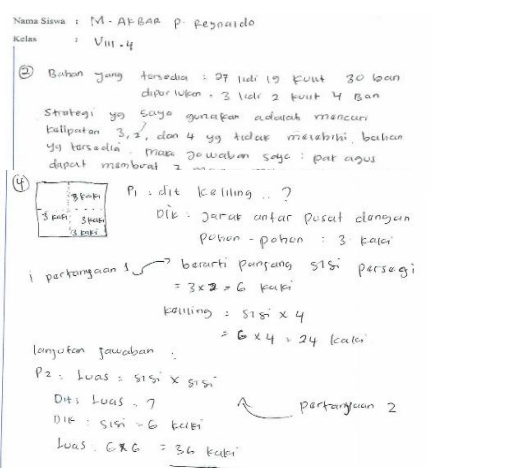 Nama Siswa : M. AKBAR P. Reynaldo
Kelas : VIII.4
② Bahan yang tersedia : 27 lidi 19 kulit 30 ban
diperlukan : 3 lidi 2 kulit 4 Ban
Strategi yg saya gunakan adalah mencari
kelipatan 3, 2, dan 4 yg tidak melebihi bahan
yg tersedia. maka jawaban saya : pak agus
dapat membuat
④ P1 : dit keliling .. ?
3 kaki
3 kaki 3 kaki
3 kaki
Dik : Jarak antar pusat dengan
pohon - pohon : 3 kaki
i pertanyaan 1 → berarti panjang sisi persegi
= 3 x 2 = 6 kaki
keliling : sisi x 4
= 6 x 4 = 24 kaki
lanjutan jawaban :
P2 : Luas = sisi x sisi
Dit : Luas . ?
pertanyaan 2
Dik : sisi = 6 kaki
Luas : 6x6 = 36 kaki